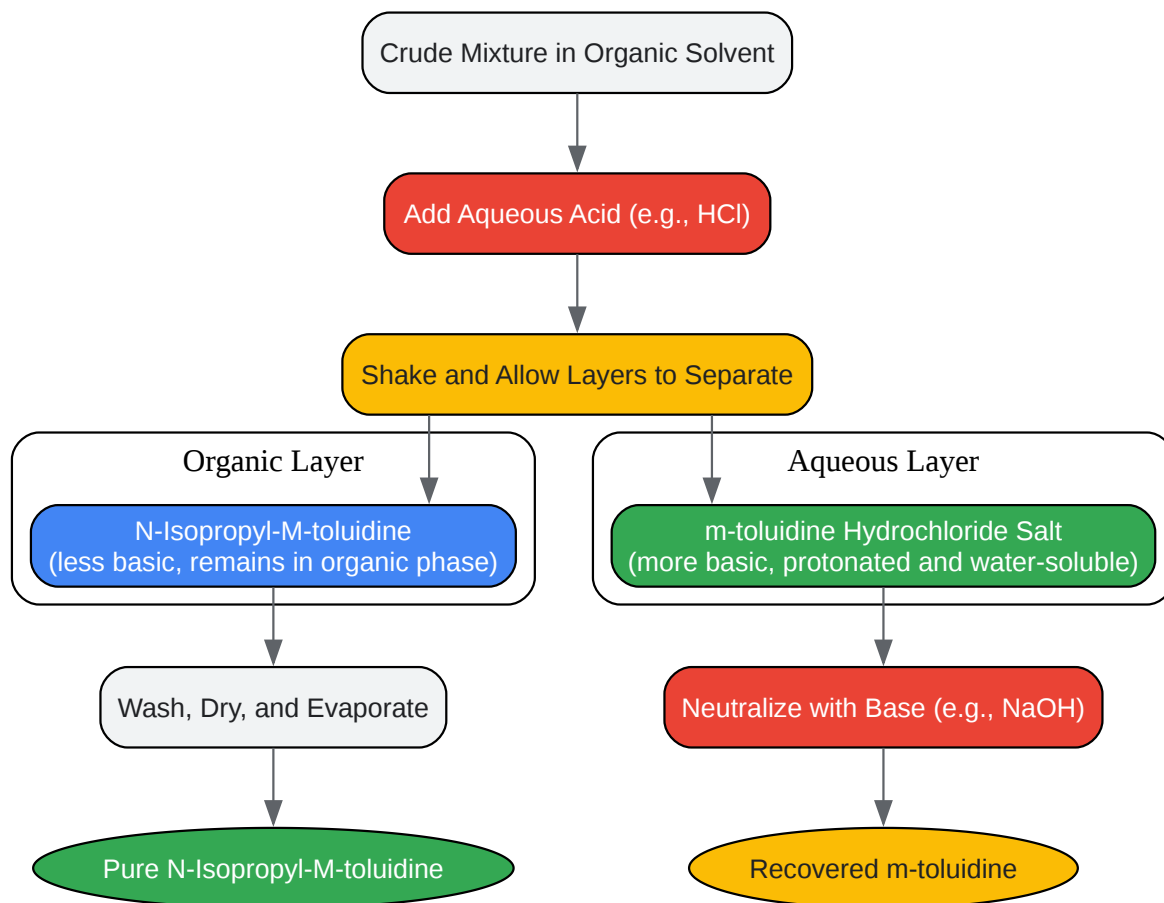 Crude Mixture in Organic Solvent
Add Aqueous Acid (e.g., HCl)
Shake and Allow Layers to Separate
Organic Layer
N-Isopropyl-M-toluidine
(less basic, remains in organic phase)
Aqueous Layer
m-toluidine Hydrochloride Salt
(more basic, protonated and water-soluble)
Wash, Dry, and Evaporate
Neutralize with Base (e.g., NaOH)
Pure N-Isopropyl-M-toluidine
Recovered m-toluidine